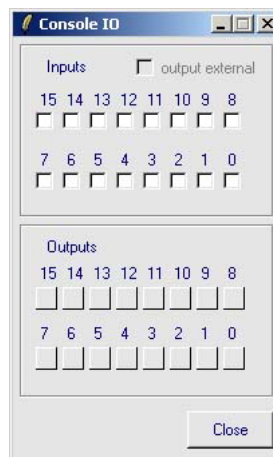 Console IO
Inputs output external
15 14 13 12 11 10 9 8
7 6 5 4 3 2 1 0
Outputs
15 14 13 12 11 10 9 8
7 6 5 4 3 2 1 0
Close